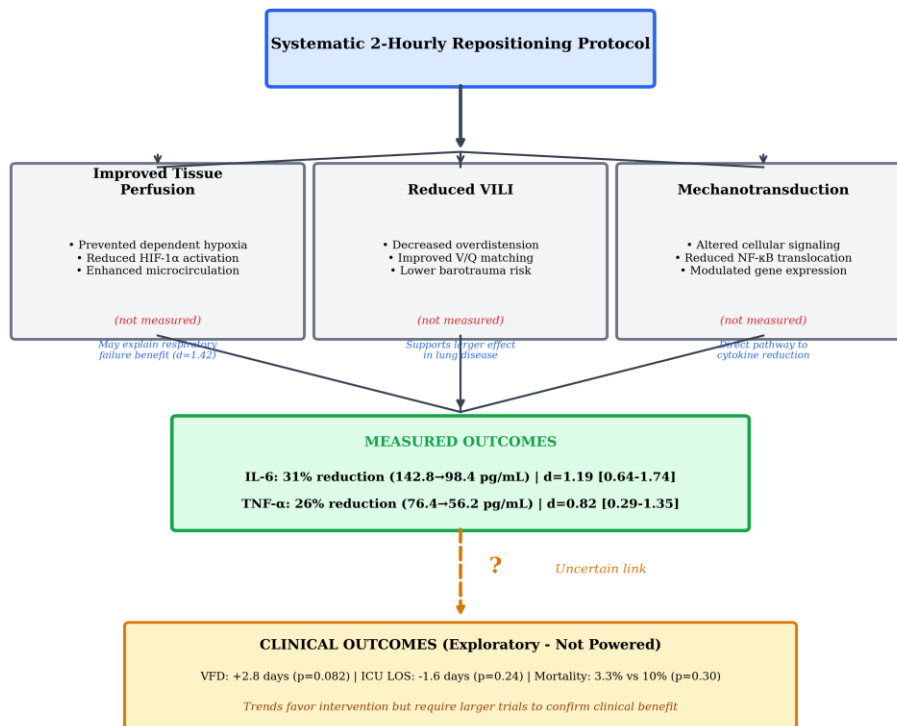 Systematic 2-Hourly Repositioning Protocol
Improved Tissue
Perfusion
• Prevented dependent hypoxia
• Reduced HIF-1α activation
• Enhanced microcirculation
(not measured)
May explain respiratory
failure benefit (d=1.42)
Reduced VILI
• Decreased overdistension
• Improved V/Q matching
• Lower barotrauma risk
(not measured)
Supports larger effect
in lung disease
Mechanotransduction
• Altered cellular signaling
• Reduced NF-κB translocation
• Modulated gene expression
(not measured)
Direct pathway to
cytokine reduction
MEASURED OUTCOMES
IL-6: 31% reduction (142.8→98.4 pg/mL) | d=1.19 [0.64-1.74]
TNF-α: 26% reduction (76.4→56.2 pg/mL) | d=0.82 [0.29-1.35]
?
Uncertain link
CLINICAL OUTCOMES (Exploratory - Not Powered)
VFD: +2.8 days (p=0.082) | ICU LOS: -1.6 days (p=0.24) | Mortality: 3.3% vs 10% (p=0.30)
Trends favor intervention but require larger trials to confirm clinical benefit